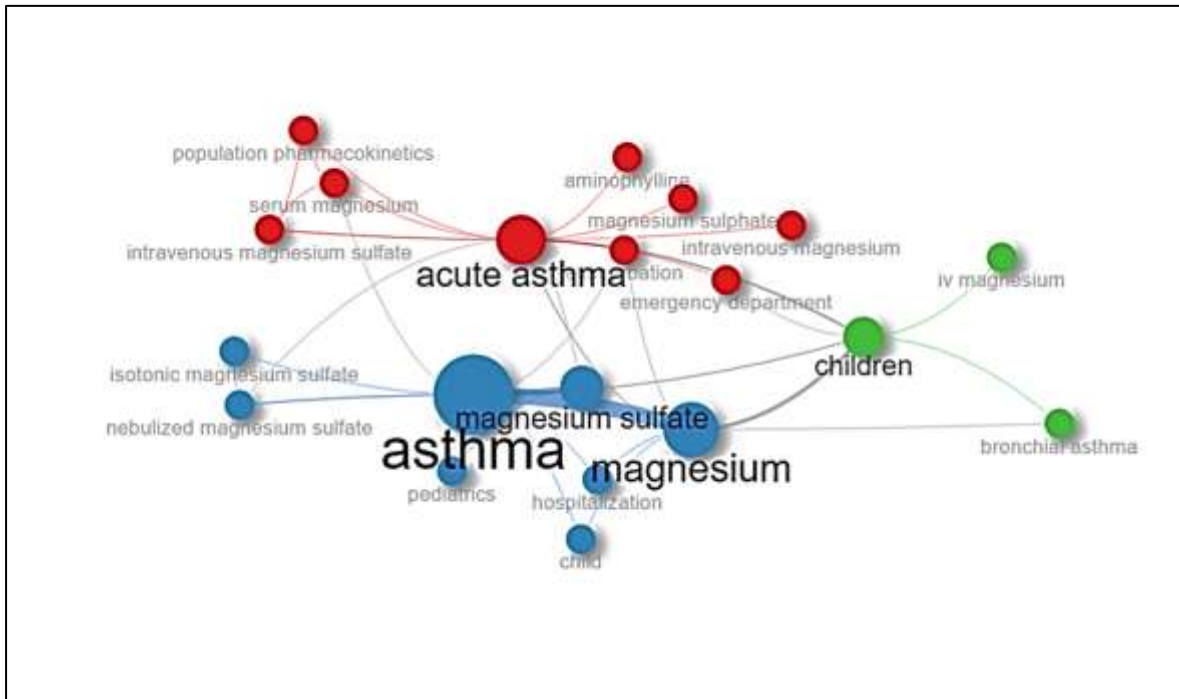 population pharmacokinetics
aminophylline
serum magnesium
magnesium sulphate
intravenous magnesium sulfate
intravenous magnesium
acute asthma
iv magnesium
emergency department
children
isotonic magnesium sulfate
magnesium sulfate
nebulized magnesium sulfate
asthma
bronchial asthma
magnesium
pediatrics
hospitalization
child